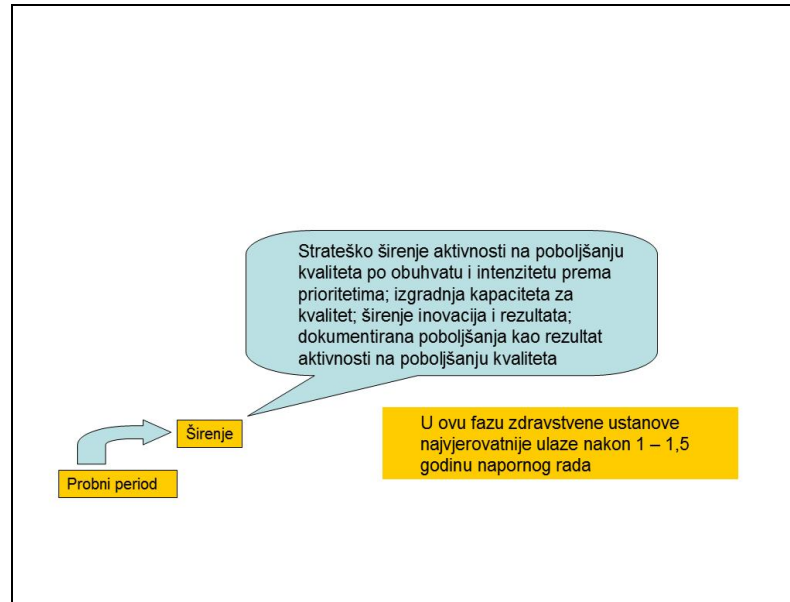 Strateško širenje aktivnosti na poboljšanju
kvaliteta po obuhvatu i intenzitetu prema
prioritetima; izgradnja kapaciteta za
kvalitet; širenje inovacija i rezultata;
dokumentirana poboljšanja kao rezultat
aktivnosti na poboljšanju kvaliteta
Širenje
U ovu fazu zdravstvene ustanove
najvjerovatnije ulaze nakon 1 – 1,5
godinu napornog rada
Probni period